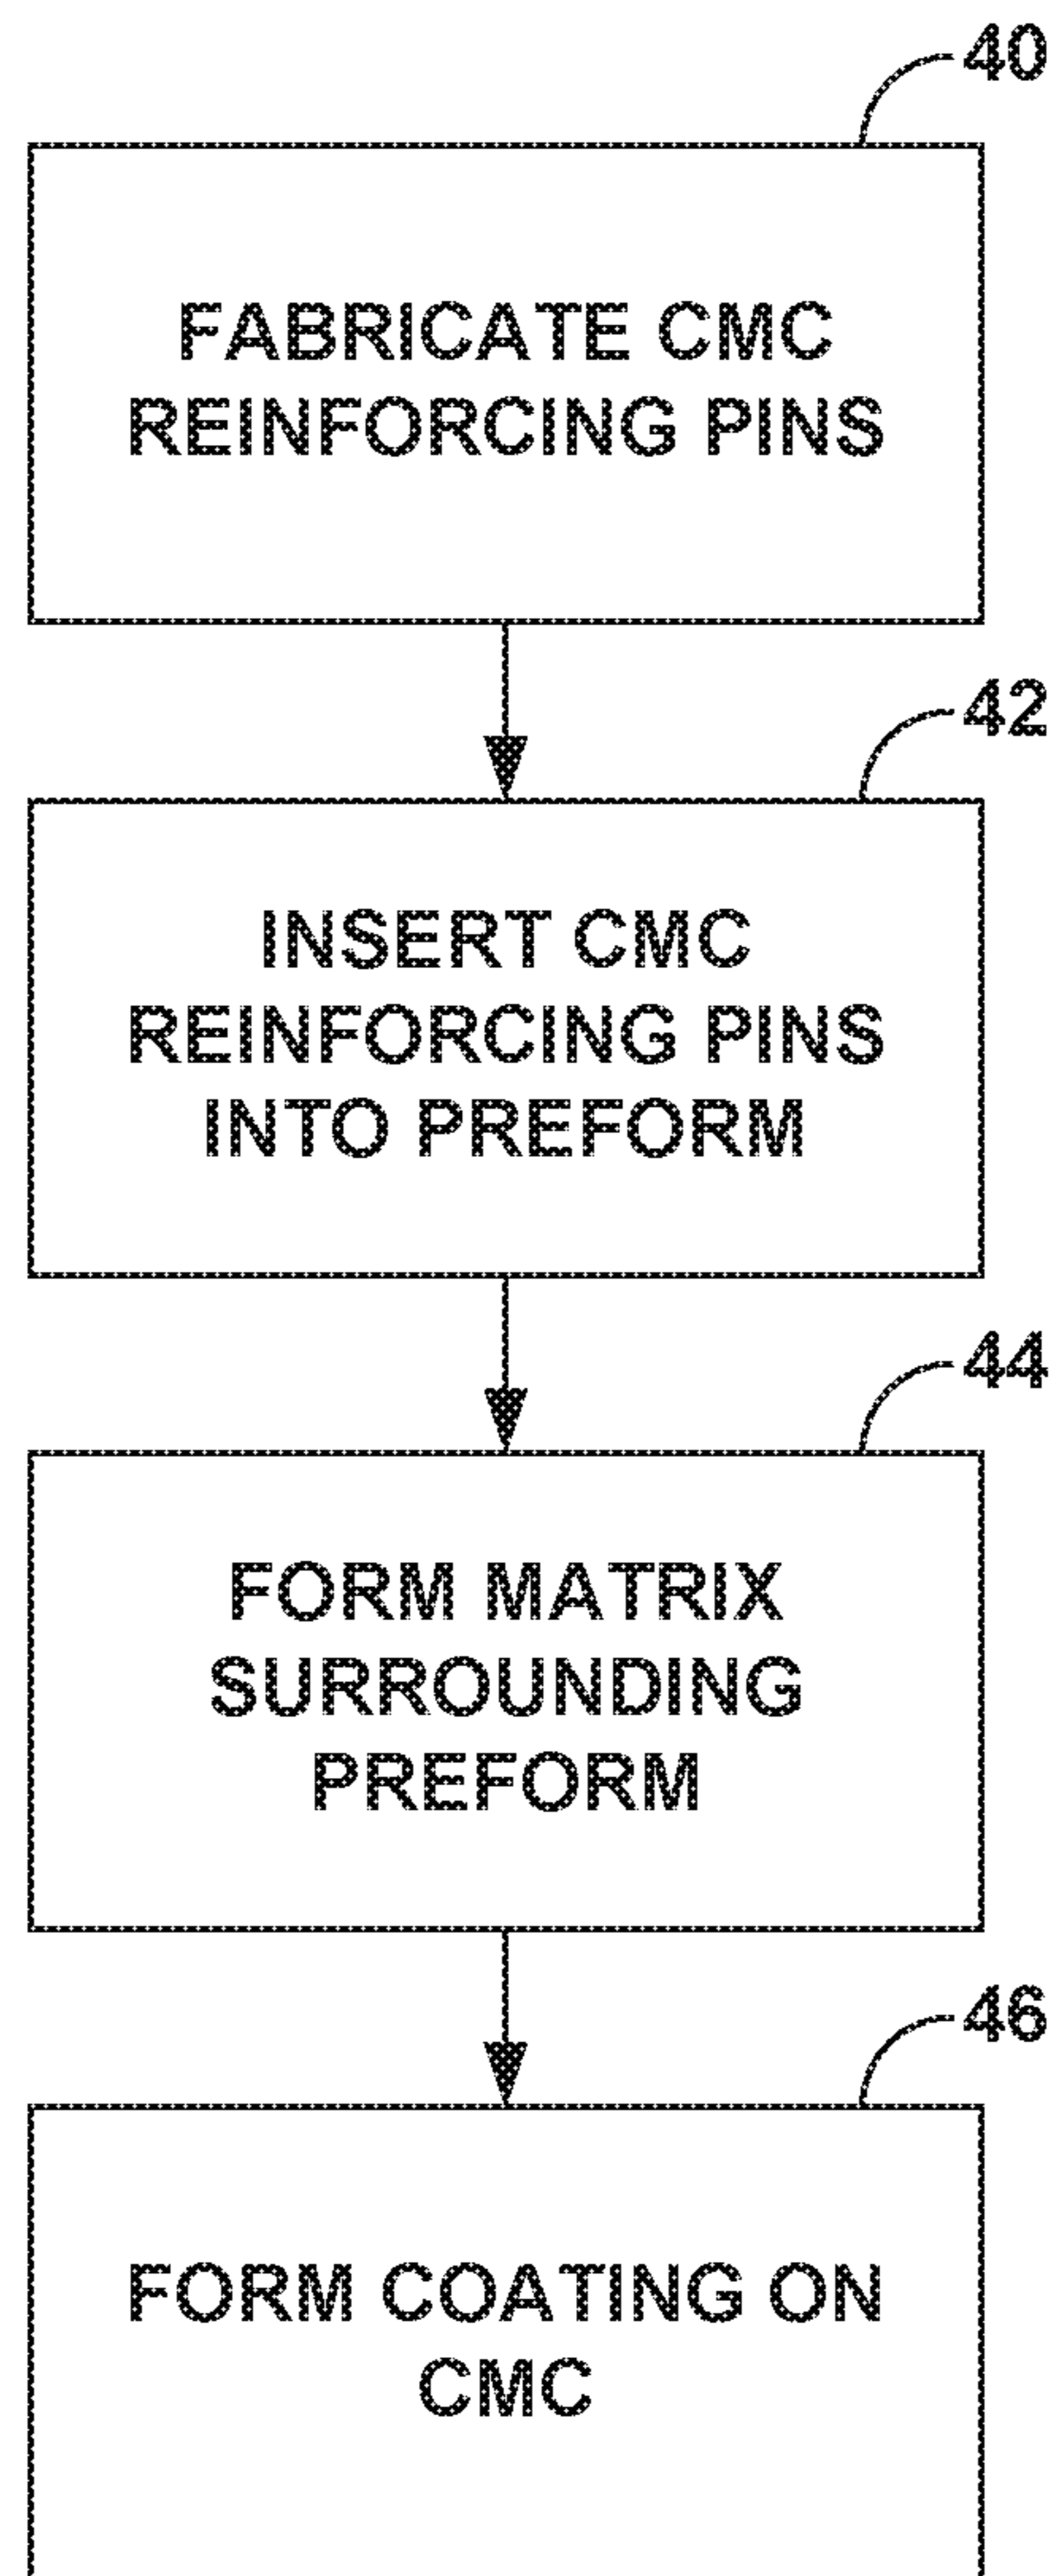 40
FABRICATE CMC
REINFORCING PINS
42
INSERT CMC
REINFORCING PINS
INTO PREFORM
44
FORM MATRIX
SURROUNDING
PREFORM
46
FORM COATING ON
CMC